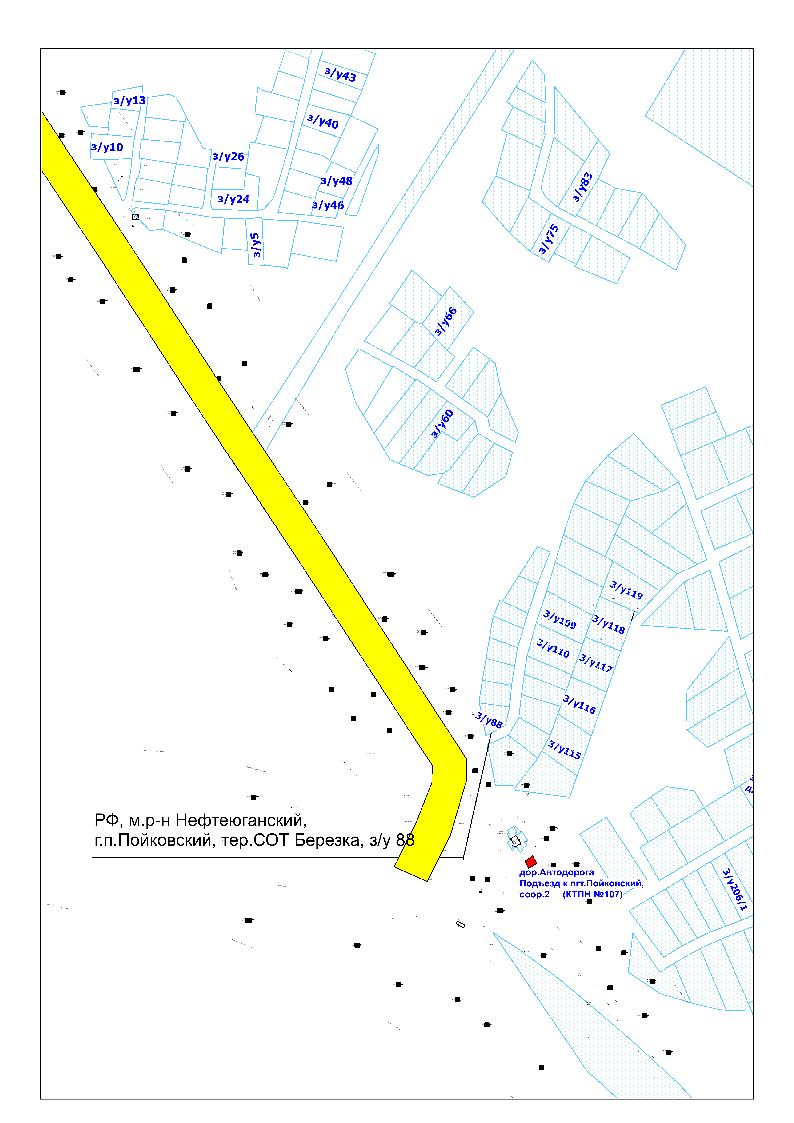 з/у43
з/у13
з/у40
з/у10
з/у26
з/у48
з/у83
з/у24
з/у46
з/у5
з/у75
з/у66
з/у60
з/у119
з/у109
з/у118
з/у110
з/у117
з/у116
з/у88
з/у115
РФ, м.р-н Нефтеюганский,
г.п.Пойковский, тер.СОТ Березка, з/у 88
дор.Автодорога
Подъезд к пгт.Пойковский,
соор.2 (КТПН №107)
з/у206/1